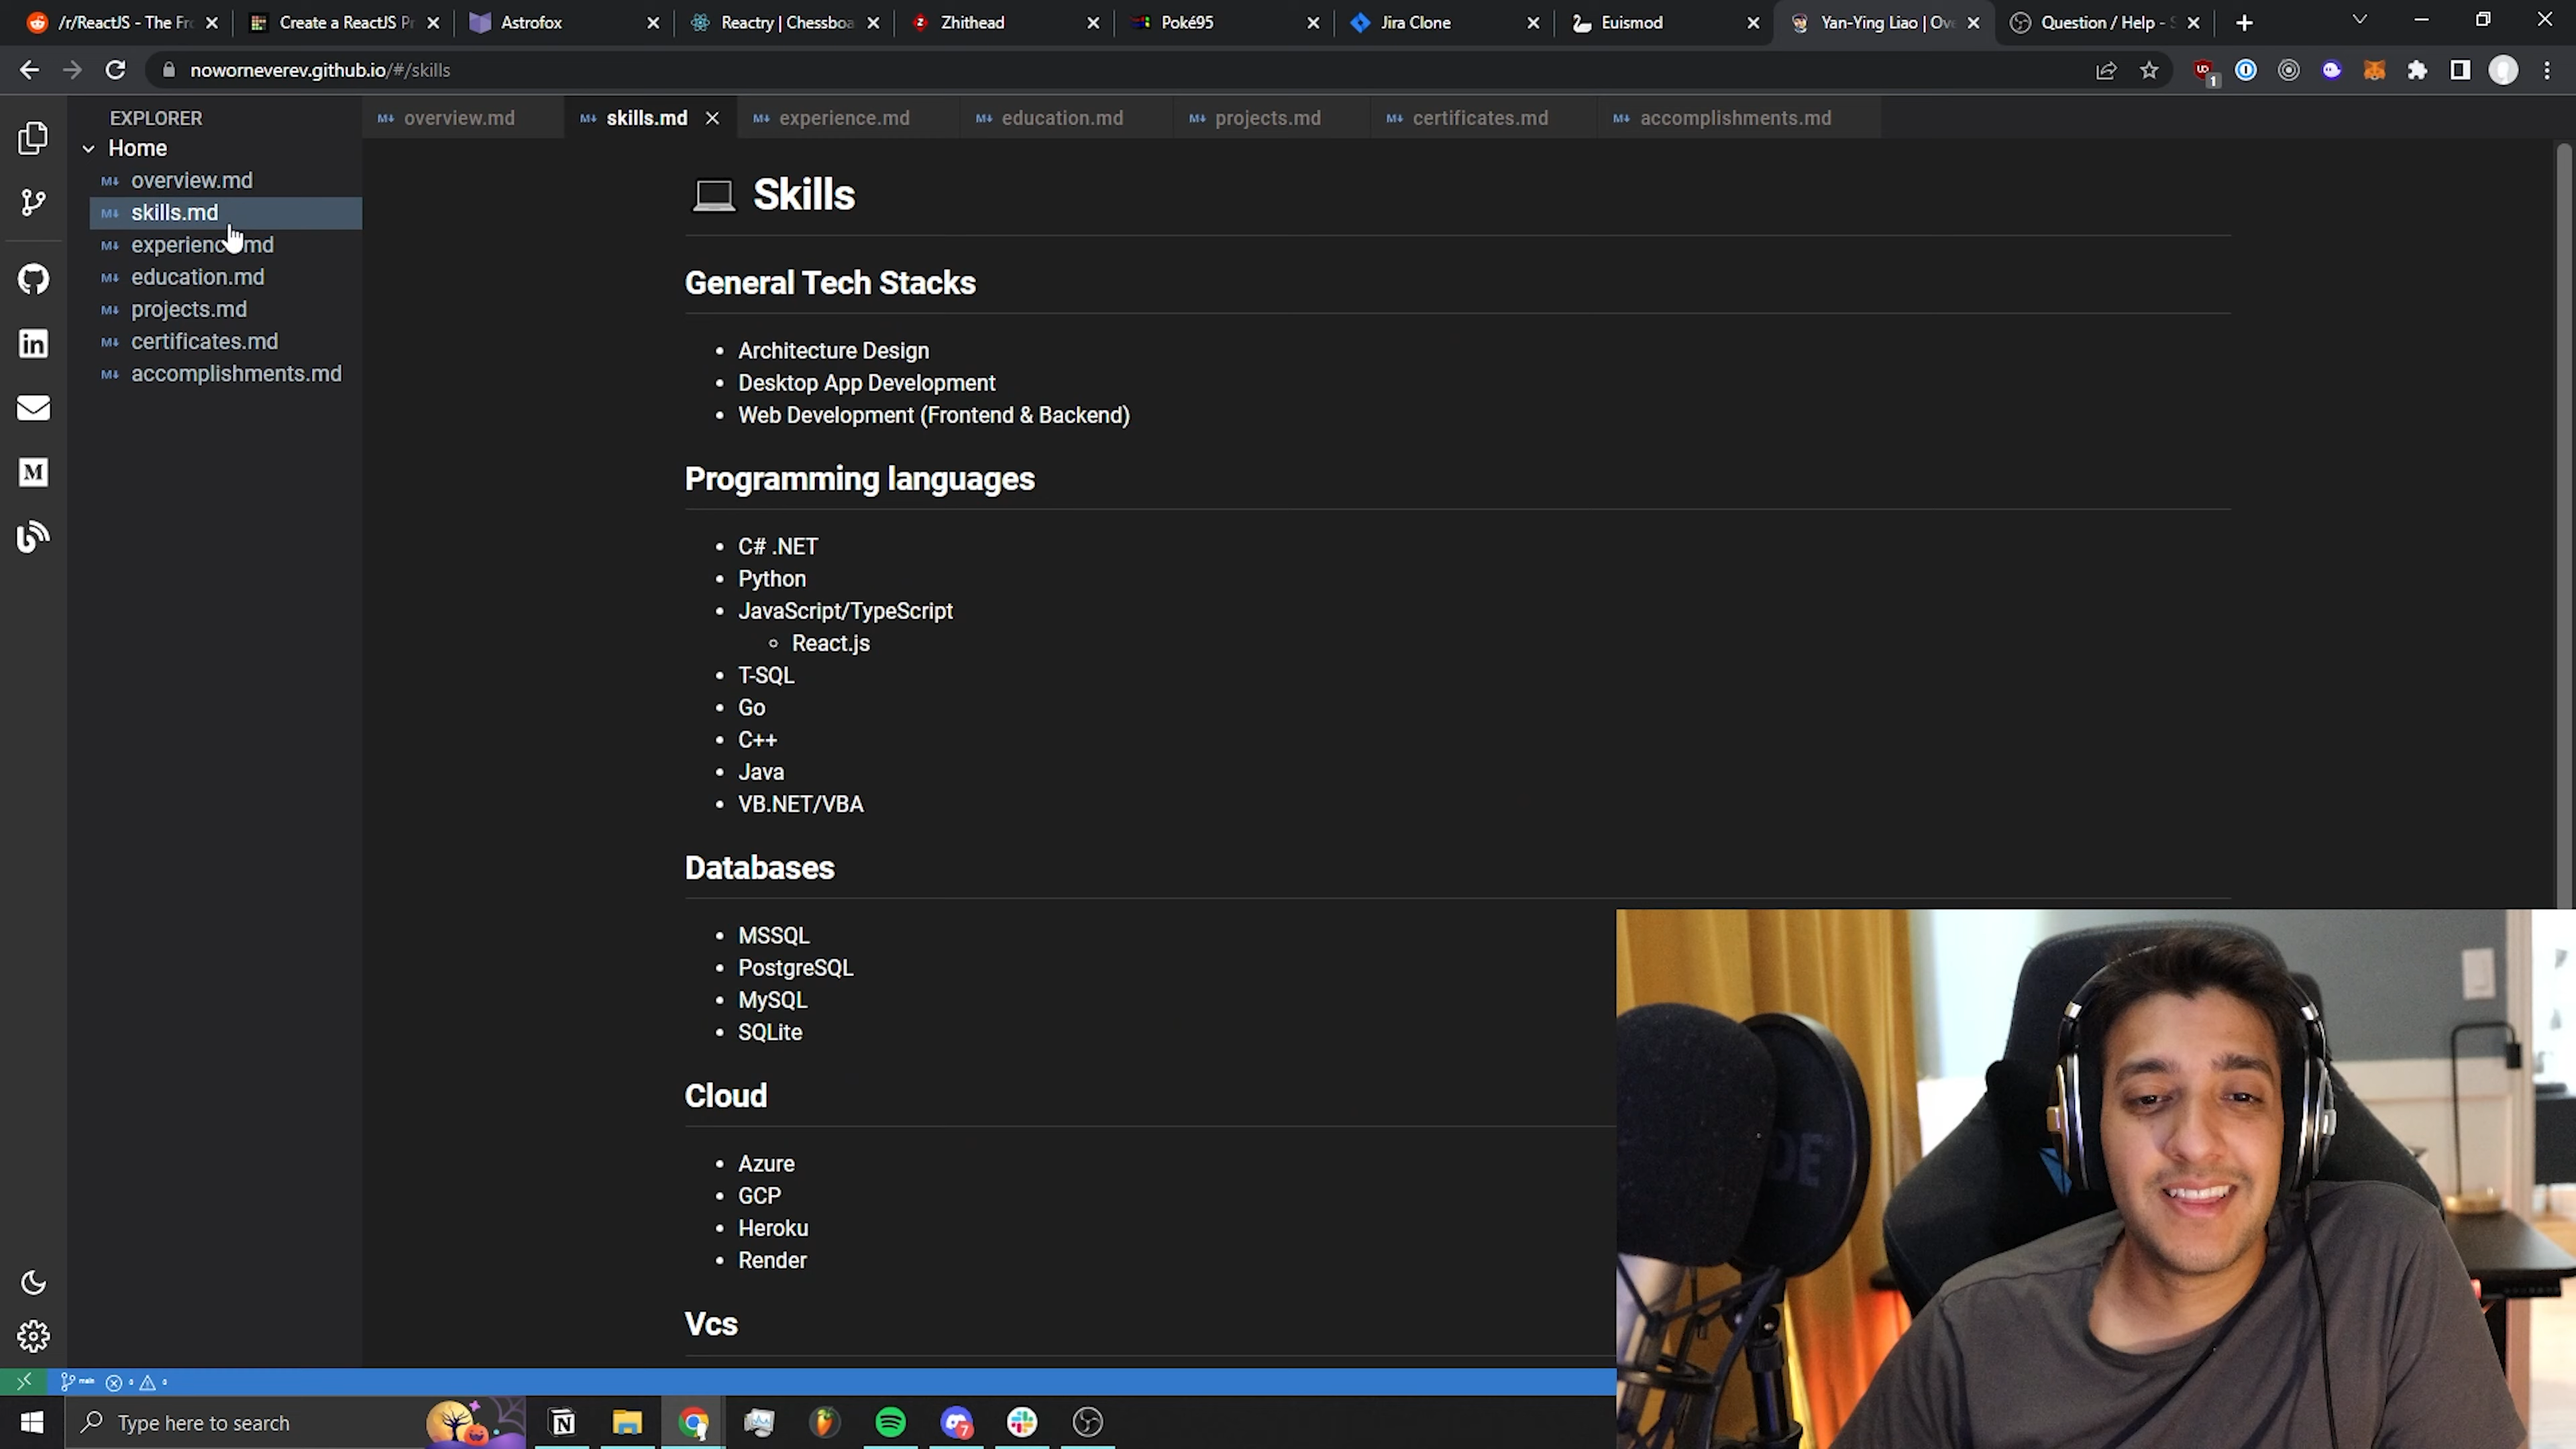 /r/ReactJS - The Fr
Create a ReactJS Pr
Astrofox
Reactry | Chessboa
Zhithead
Poké95
Jira Clone
Euismod
Yan-Ying Liao | Ov
Question / Help - S
noworneverev.github.io/#/skills
EXPLORER
Home
overview.md
skills.md
experience.md
education.md
projects.md
certificates.md
accomplishments.md
overview.md
skills.md
experience.md
education.md
projects.md
certificates.md
accomplishments.md
Skills
General Tech Stacks
Architecture Design
Desktop App Development
Web Development (Frontend & Backend)
Programming languages
C# .NET
Python
JavaScript/TypeScript
React.js
T-SQL
Go
C++
Java
VB.NET/VBA
Databases
MSSQL
PostgreSQL
MySQL
SQLite
Cloud
Azure
GCP
Heroku
Render
Vcs
main 0 0
Type here to search
7